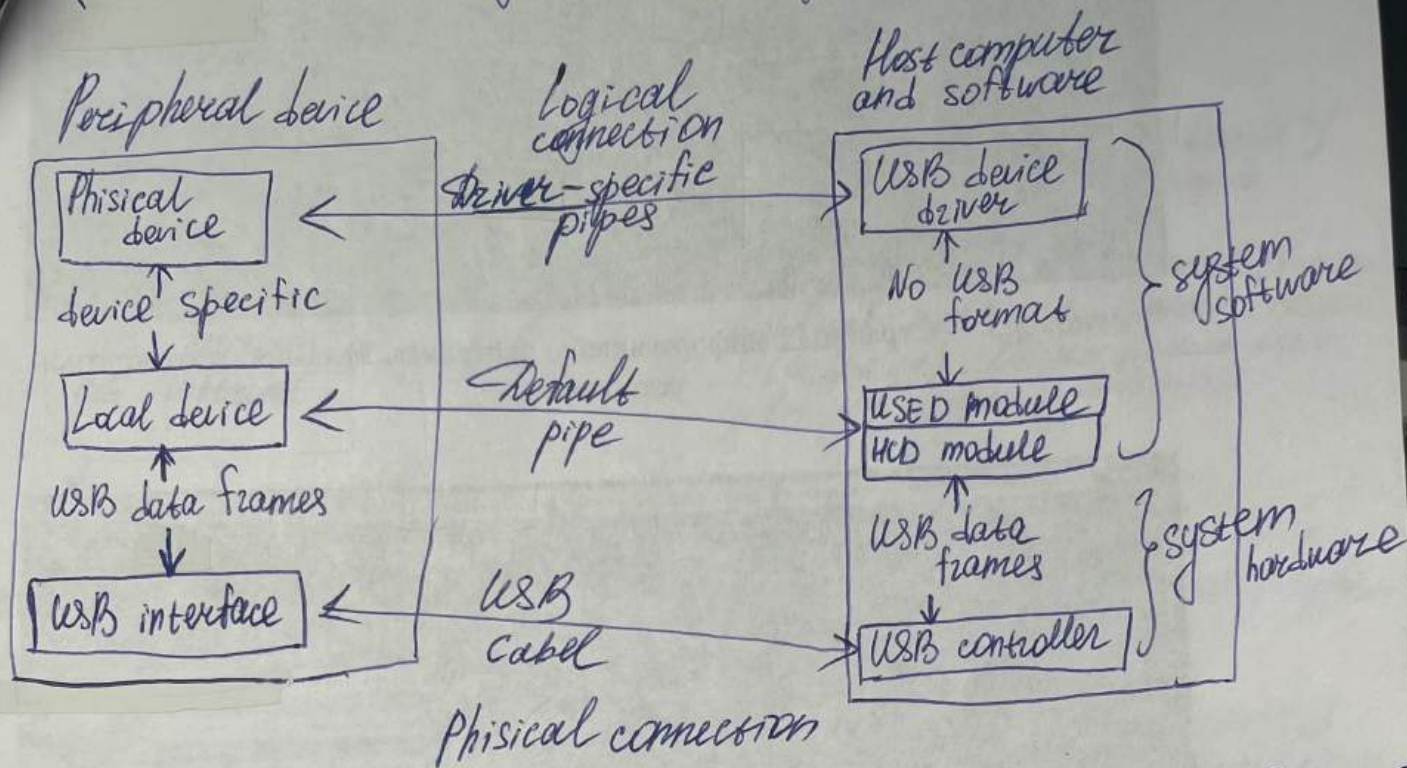 Peripheral device
Phisical
device
device specific
Local device
USB data frames
USB interface
Logical
connection
Driver-specific
pipes
Default
pipe
USB
Cabel
Phisical connection
Host computer
and software
USB device
driver
No USB
format
USED module
HCD module
USB data
frames
USB controller
system
software
system
hardware